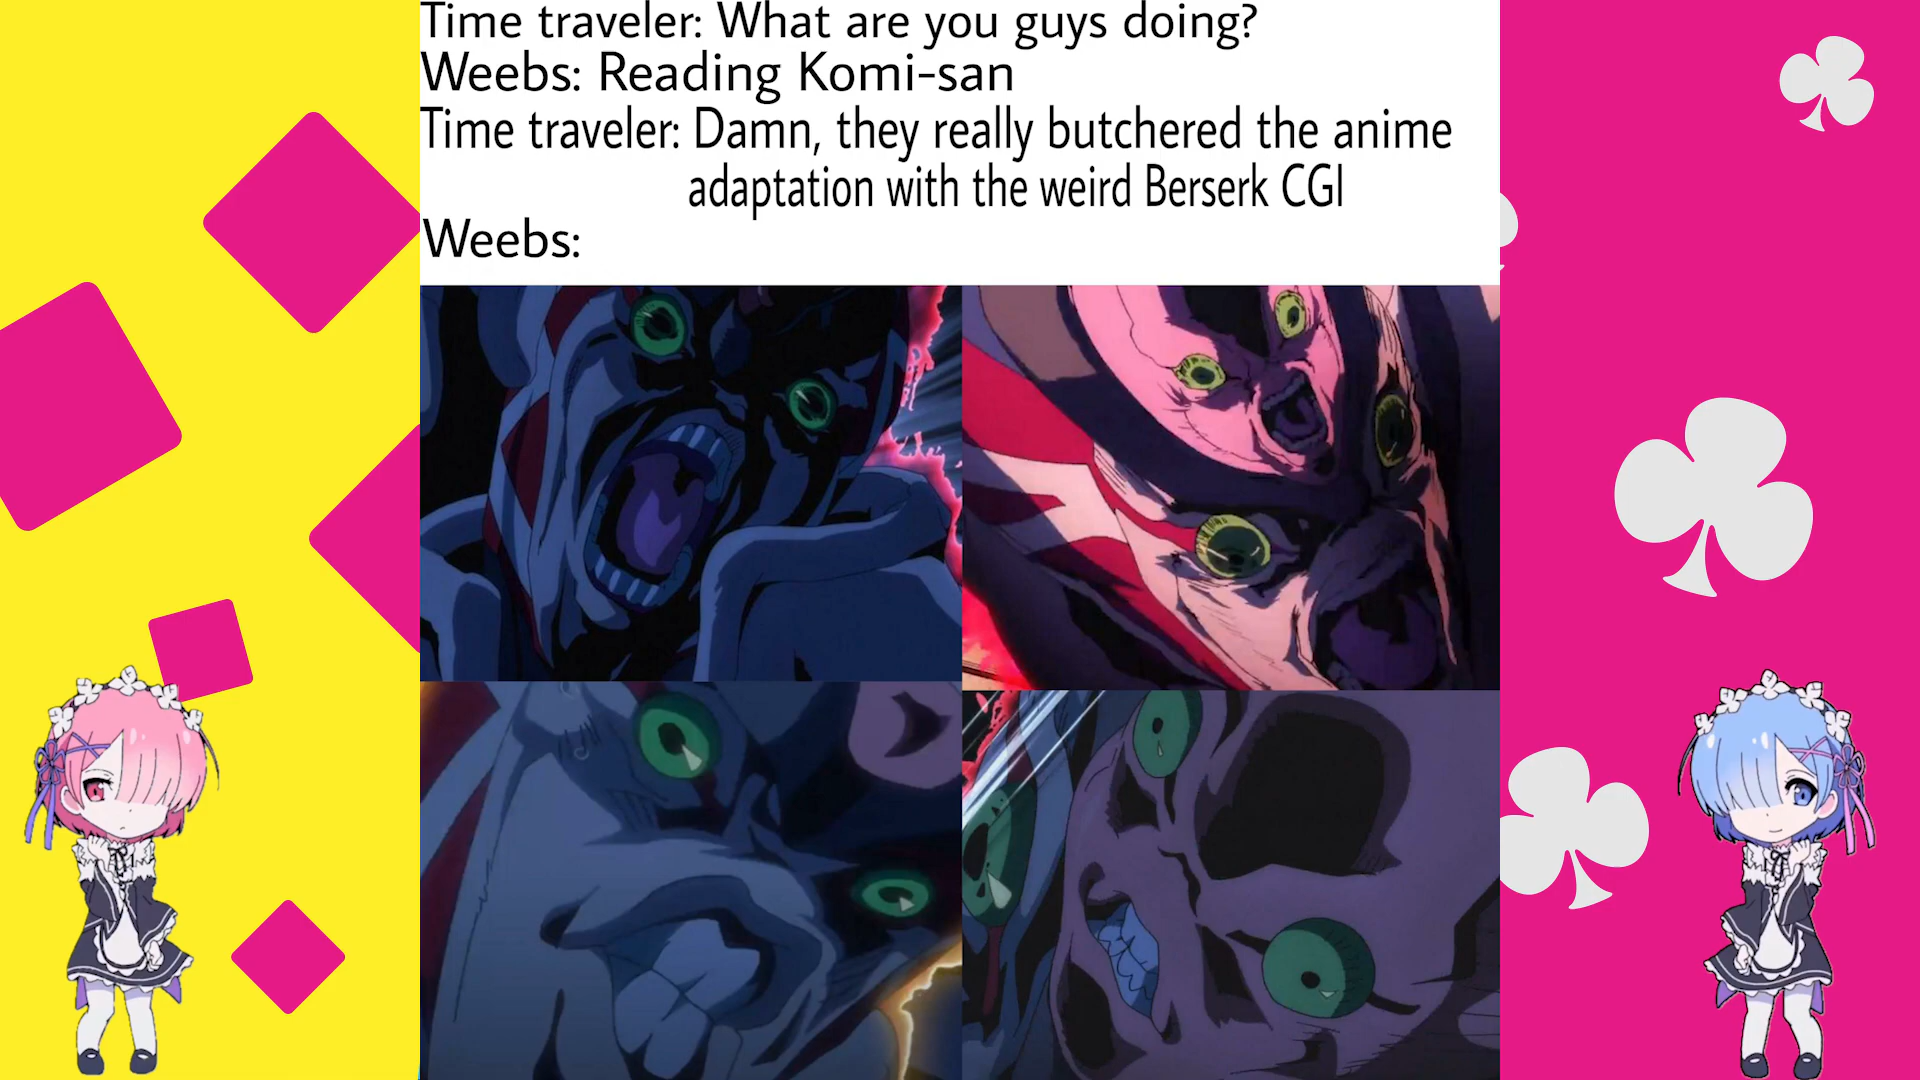 Time traveler: What are you guys doing?
Weebs: Reading Komi-san
Time traveler: Damn, they really butchered the anime
adaptation with the weird Berserk CGI
Weebs: